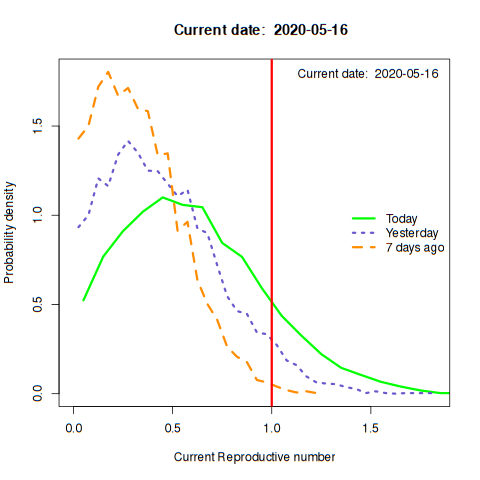 Current date:  2020-05-16
Current date:  2020-05-16
Probability density
1.5
1.0
0.5
0.0
Today
Yesterday
7 days ago
0.0 0.5 1.0 1.5
Current Reproductive number